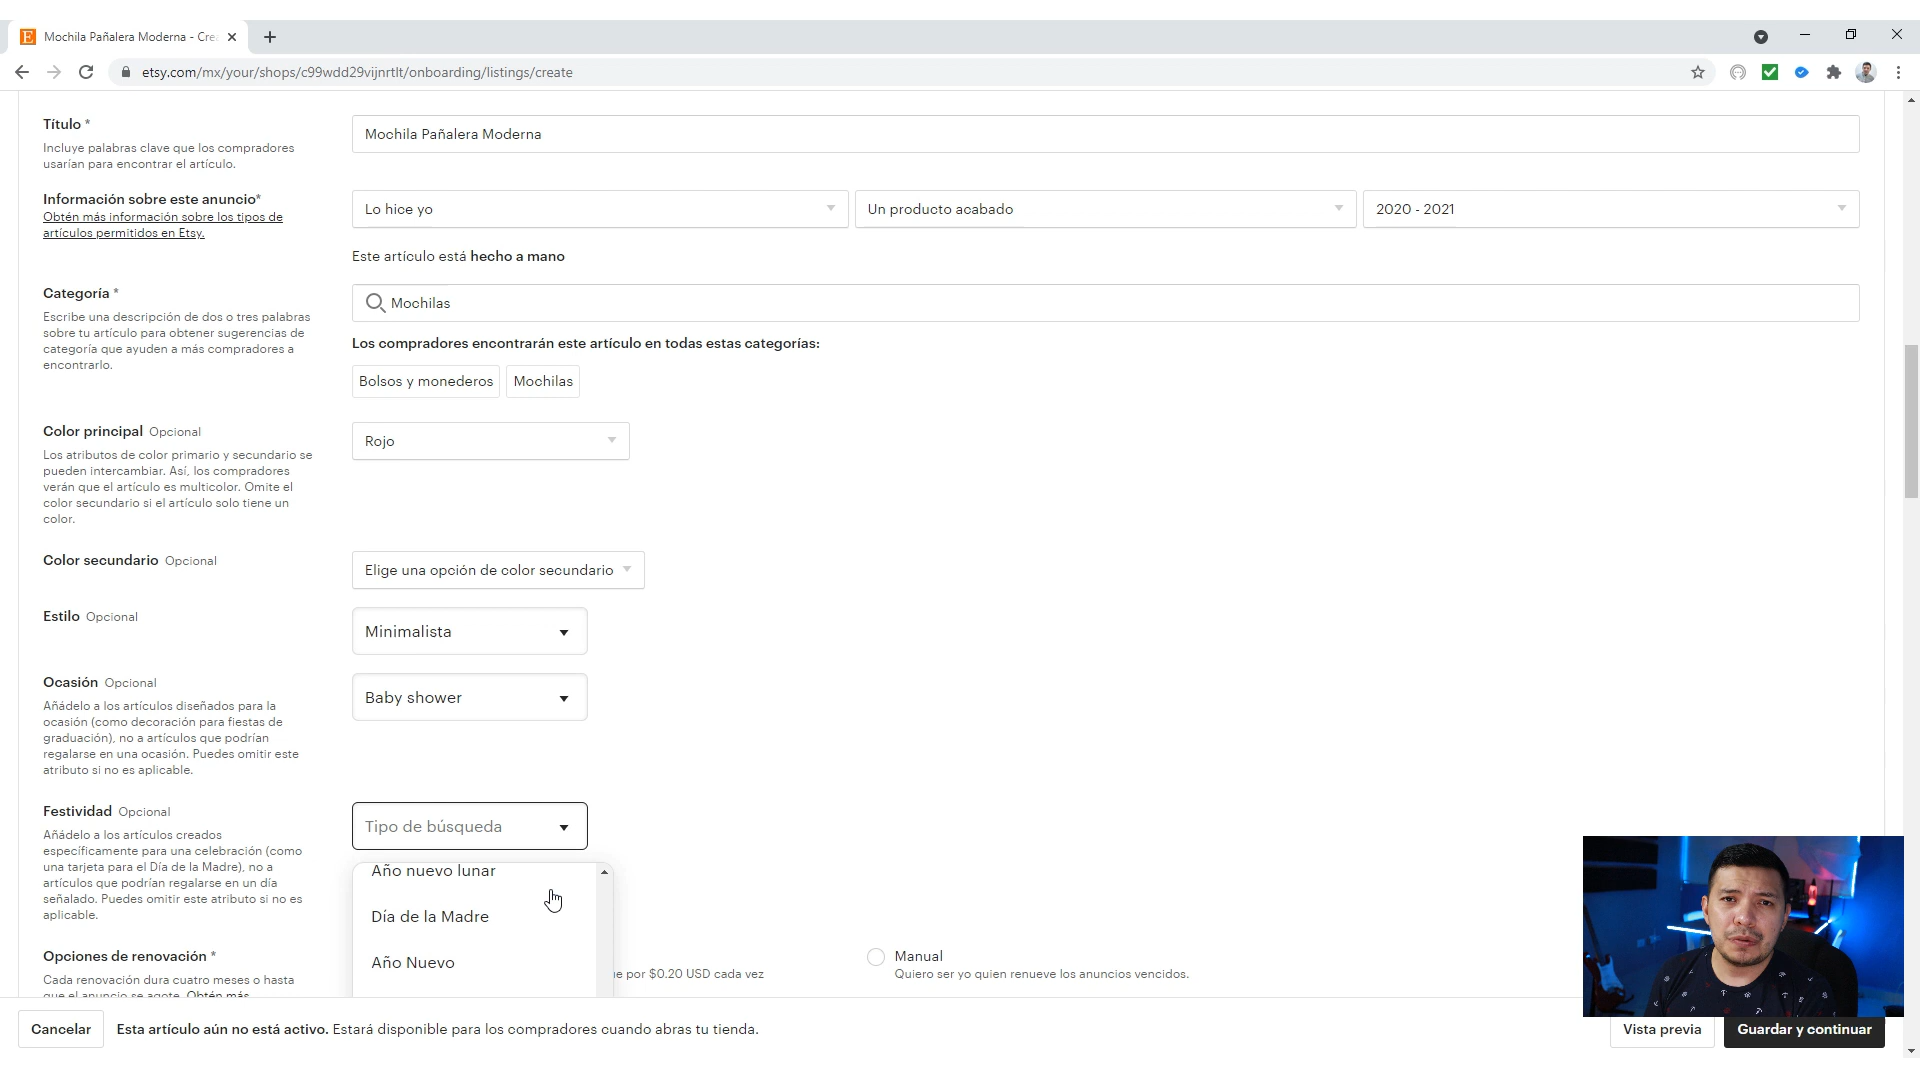 Mochila Pañalera Moderna - Cre
etsy.com/mx/your/shops/c99wdd29vijnrtlt/onboarding/listings/create
Título *
Incluye palabras clave que los compradores
usarían para encontrar el artículo.
Mochila Pañalera Moderna
Información sobre este anuncio*
Obtén más información sobre los tipos de
artículos permitidos en Etsy.
Lo hice yo
Un producto acabado
2020 - 2021
Este artículo está hecho a mano
Categoría *
Escribe una descripción de dos o tres palabras
sobre tu artículo para obtener sugerencias de
categoría que ayuden a más compradores a
encontrarlo.
Mochilas
Los compradores encontrarán este artículo en todas estas categorías:
Bolsos y monederos
Mochilas
Color principal Opcional
Los atributos de color primario y secundario se
pueden intercambiar. Así, los compradores
verán que el artículo es multicolor. Omite el
color secundario si el artículo solo tiene un
color.
Rojo
Color secundario Opcional
Elige una opción de color secundario
Estilo Opcional
Minimalista
Ocasión Opcional
Añádelo a los artículos diseñados para la
ocasión (como decoración para fiestas de
graduación), no a artículos que podrían
regalarse en una ocasión. Puedes omitir este
atributo si no es aplicable.
Baby shower
Festividad Opcional
Añádelo a los artículos creados
específicamente para una celebración (como
una tarjeta para el Día de la Madre), no a
artículos que podrían regalarse en un día
señalado. Puedes omitir este atributo si no es
aplicable.
Tipo de búsqueda
Año nuevo lunar
Día de la Madre
Año Nuevo
Opciones de renovación *
Cada renovación dura cuatro meses o hasta
que el anuncio se agote. Obtén más
ue por $0.20 USD cada vez
Manual
Quiero ser yo quien renueve los anuncios vencidos.
Cancelar
Esta artículo aún no está activo. Estará disponible para los compradores cuando abras tu tienda.
Vista previa
Guardar y continuar